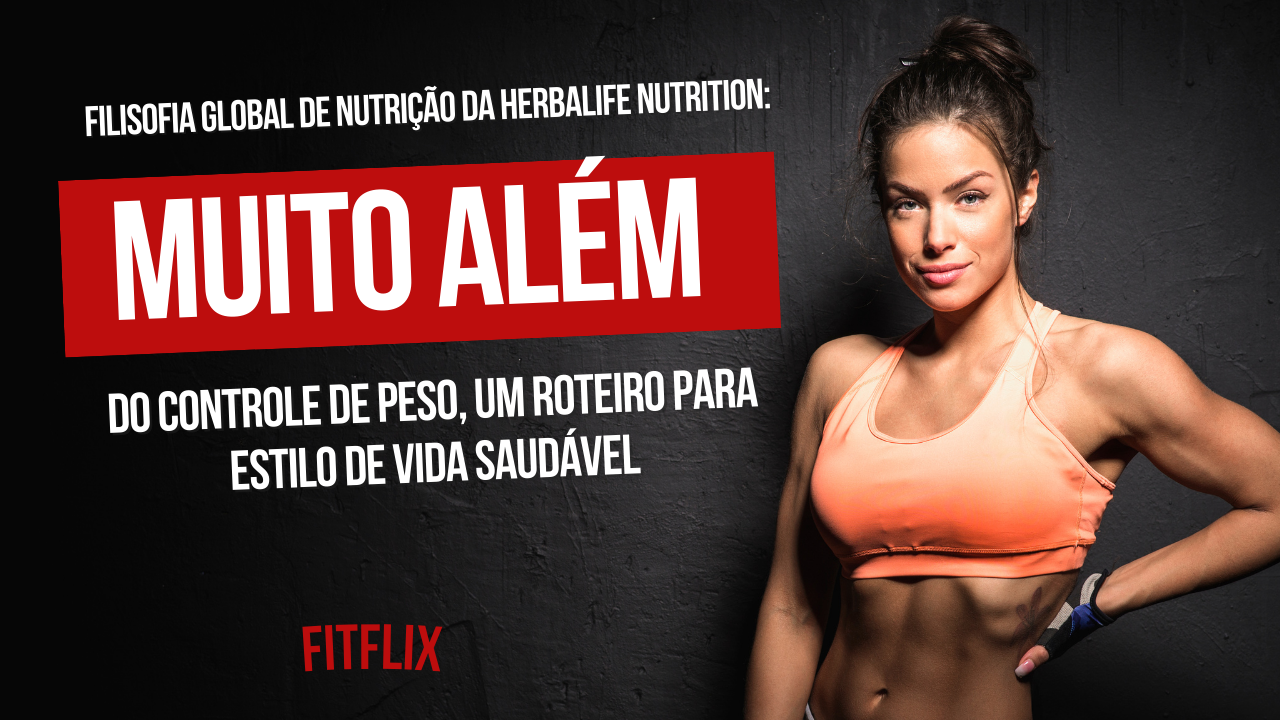 FILISOFIA GLOBAL DE NUTRIÇÃO DA HERBALIFE NUTRITION:
MUITO ALÉM
DO CONTROLE DE PESO, UM ROTEIRO PARA
ESTILO DE VIDA SAUDÁVEL
FITFLIX